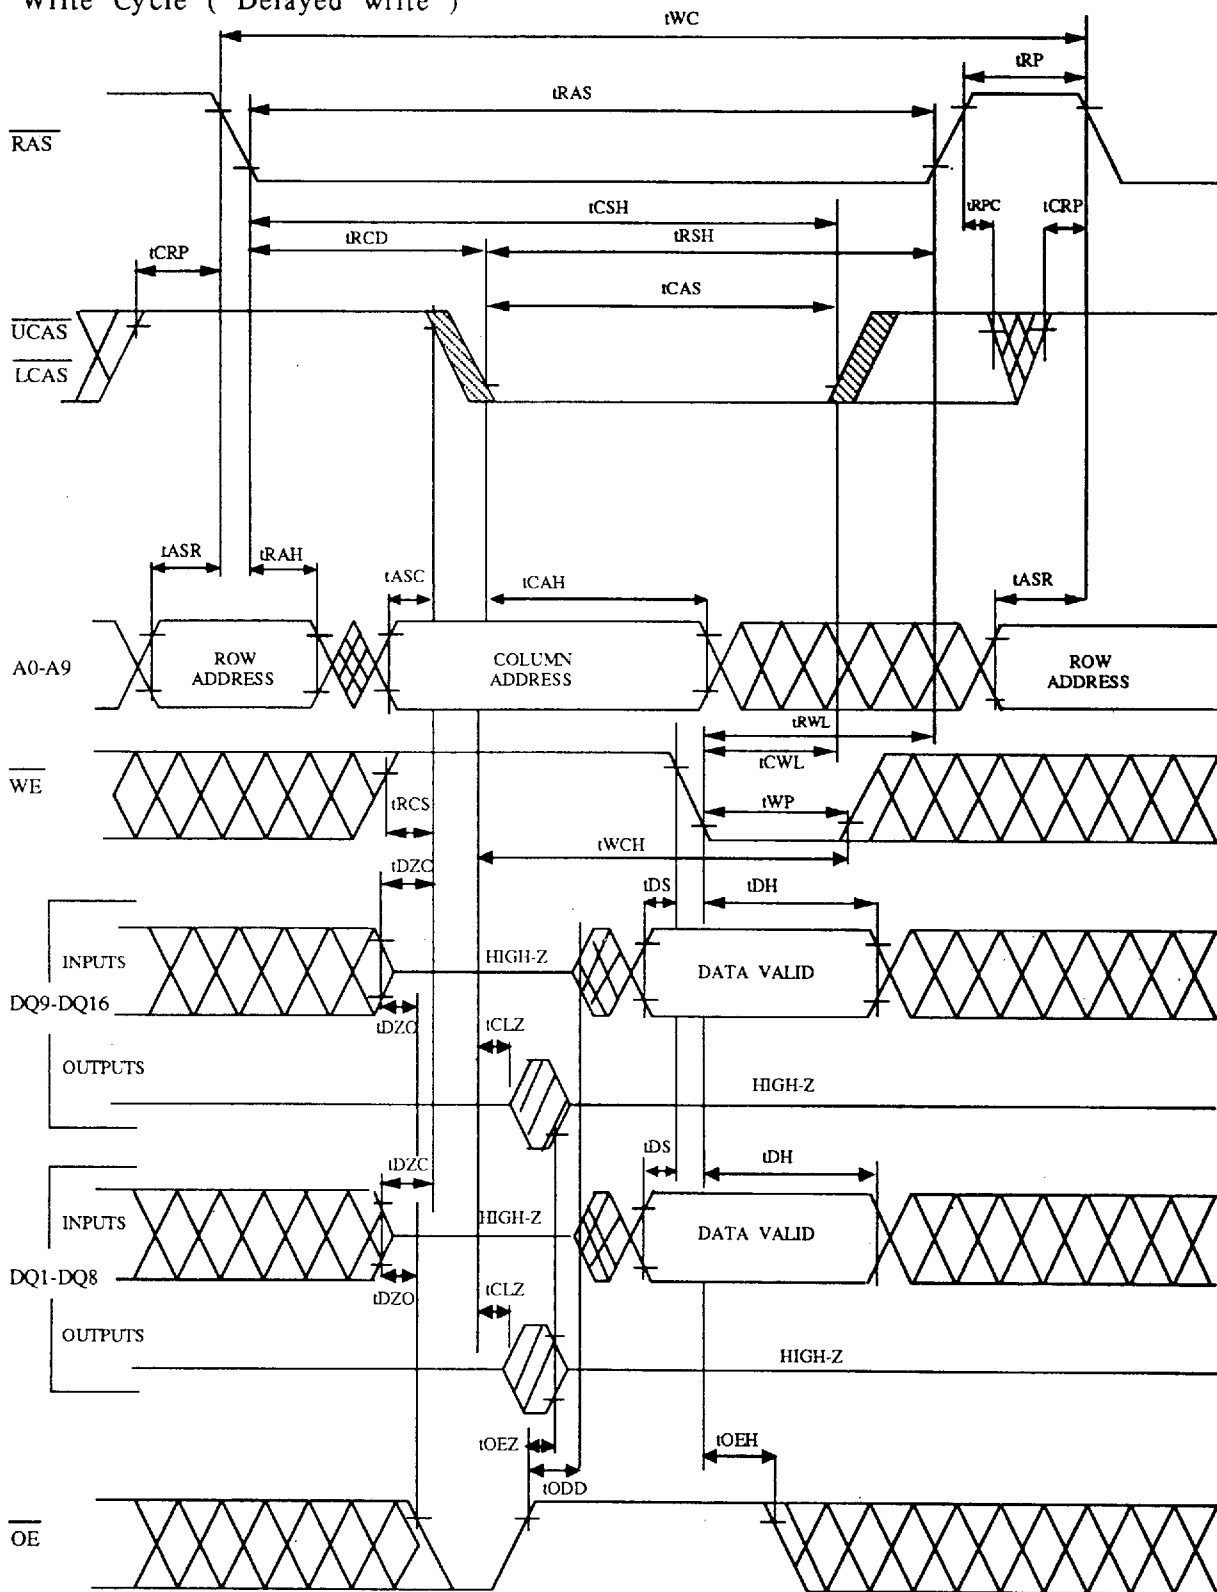 Write Cycle ( Delayed write )
tWC
tRP
tRAS
RAS
tCSH
tRPC
tCRP
tRCD
tRSH
tCRP
tCAS
UCAS
LCAS
tASR
tRAH
tASC
tCAH
tASR
A0-A9
ROW
ADDRESS
COLUMN
ADDRESS
ROW
ADDRESS
tRWL
tCWL
WE
tRCS
tWP
tWCH
tDZC
tDS
tDH
INPUTS
HIGH-Z
DATA VALID
DQ9-DQ16
tDZO
tCLZ
OUTPUTS
HIGH-Z
tDS
tDH
tDZC
INPUTS
HIGH-Z
DATA VALID
DQ1-DQ8
tDZO
tCLZ
OUTPUTS
HIGH-Z
tOEZ
tOEH
tODD
OE